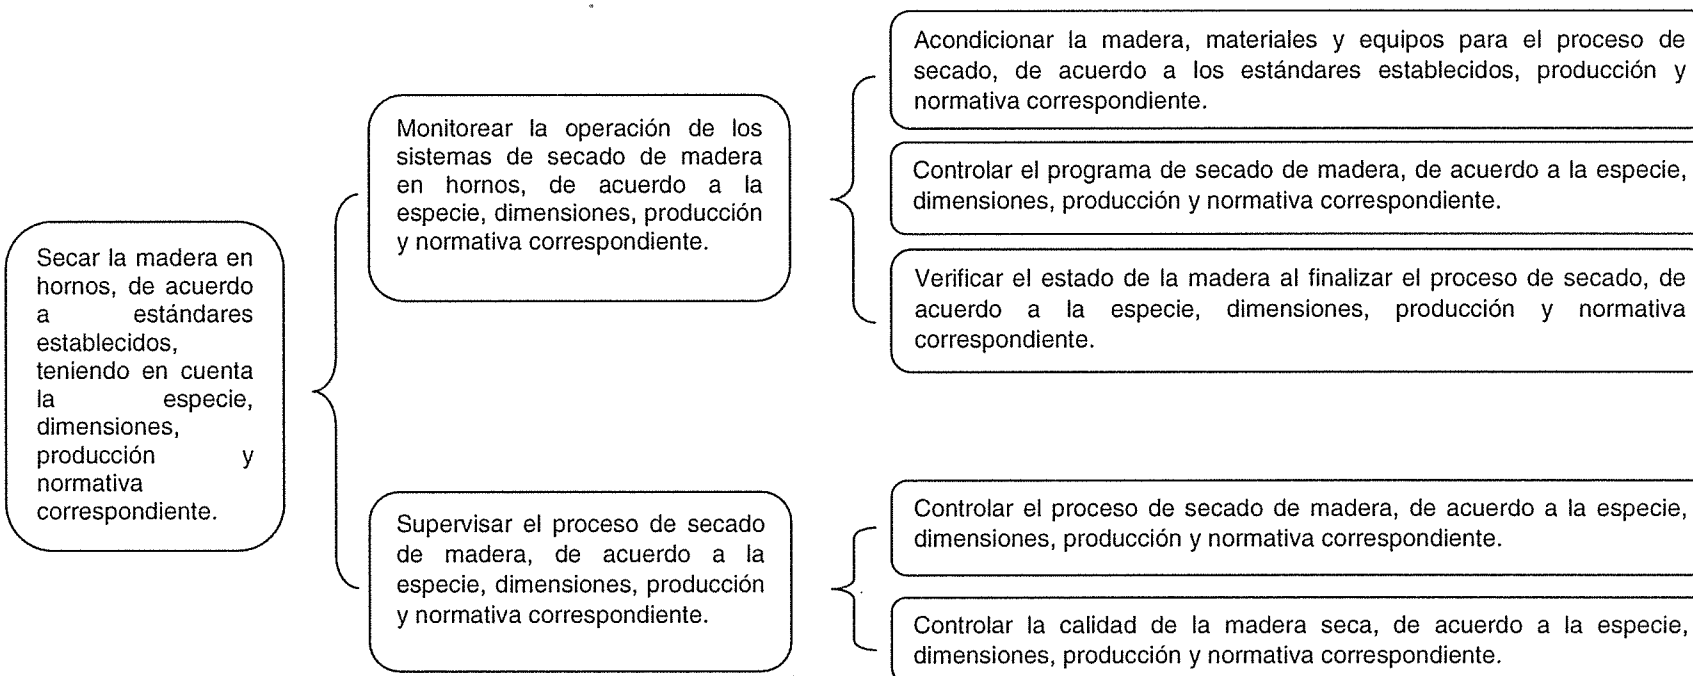 Secar la madera en
hornos, de acuerdo
a estándares
establecidos,
teniendo en cuenta
la especie,
dimensiones,
producción y
normativa
correspondiente.
Monitorear la operación de los
sistemas de secado de madera
en hornos, de acuerdo a la
especie, dimensiones, producción
y normativa correspondiente.
Acondicionar la madera, materiales y equipos para el proceso de
secado, de acuerdo a los estándares establecidos, producción y
normativa correspondiente.
Controlar el programa de secado de madera, de acuerdo a la especie,
dimensiones, producción y normativa correspondiente.
Verificar el estado de la madera al finalizar el proceso de secado, de
acuerdo a la especie, dimensiones, producción y normativa
correspondiente.
Supervisar el proceso de secado
de madera, de acuerdo a la
especie, dimensiones, producción
y normativa correspondiente.
Controlar el proceso de secado de madera, de acuerdo a la especie,
dimensiones, producción y normativa correspondiente.
Controlar la calidad de la madera seca, de acuerdo a la especie,
dimensiones, producción y normativa correspondiente.